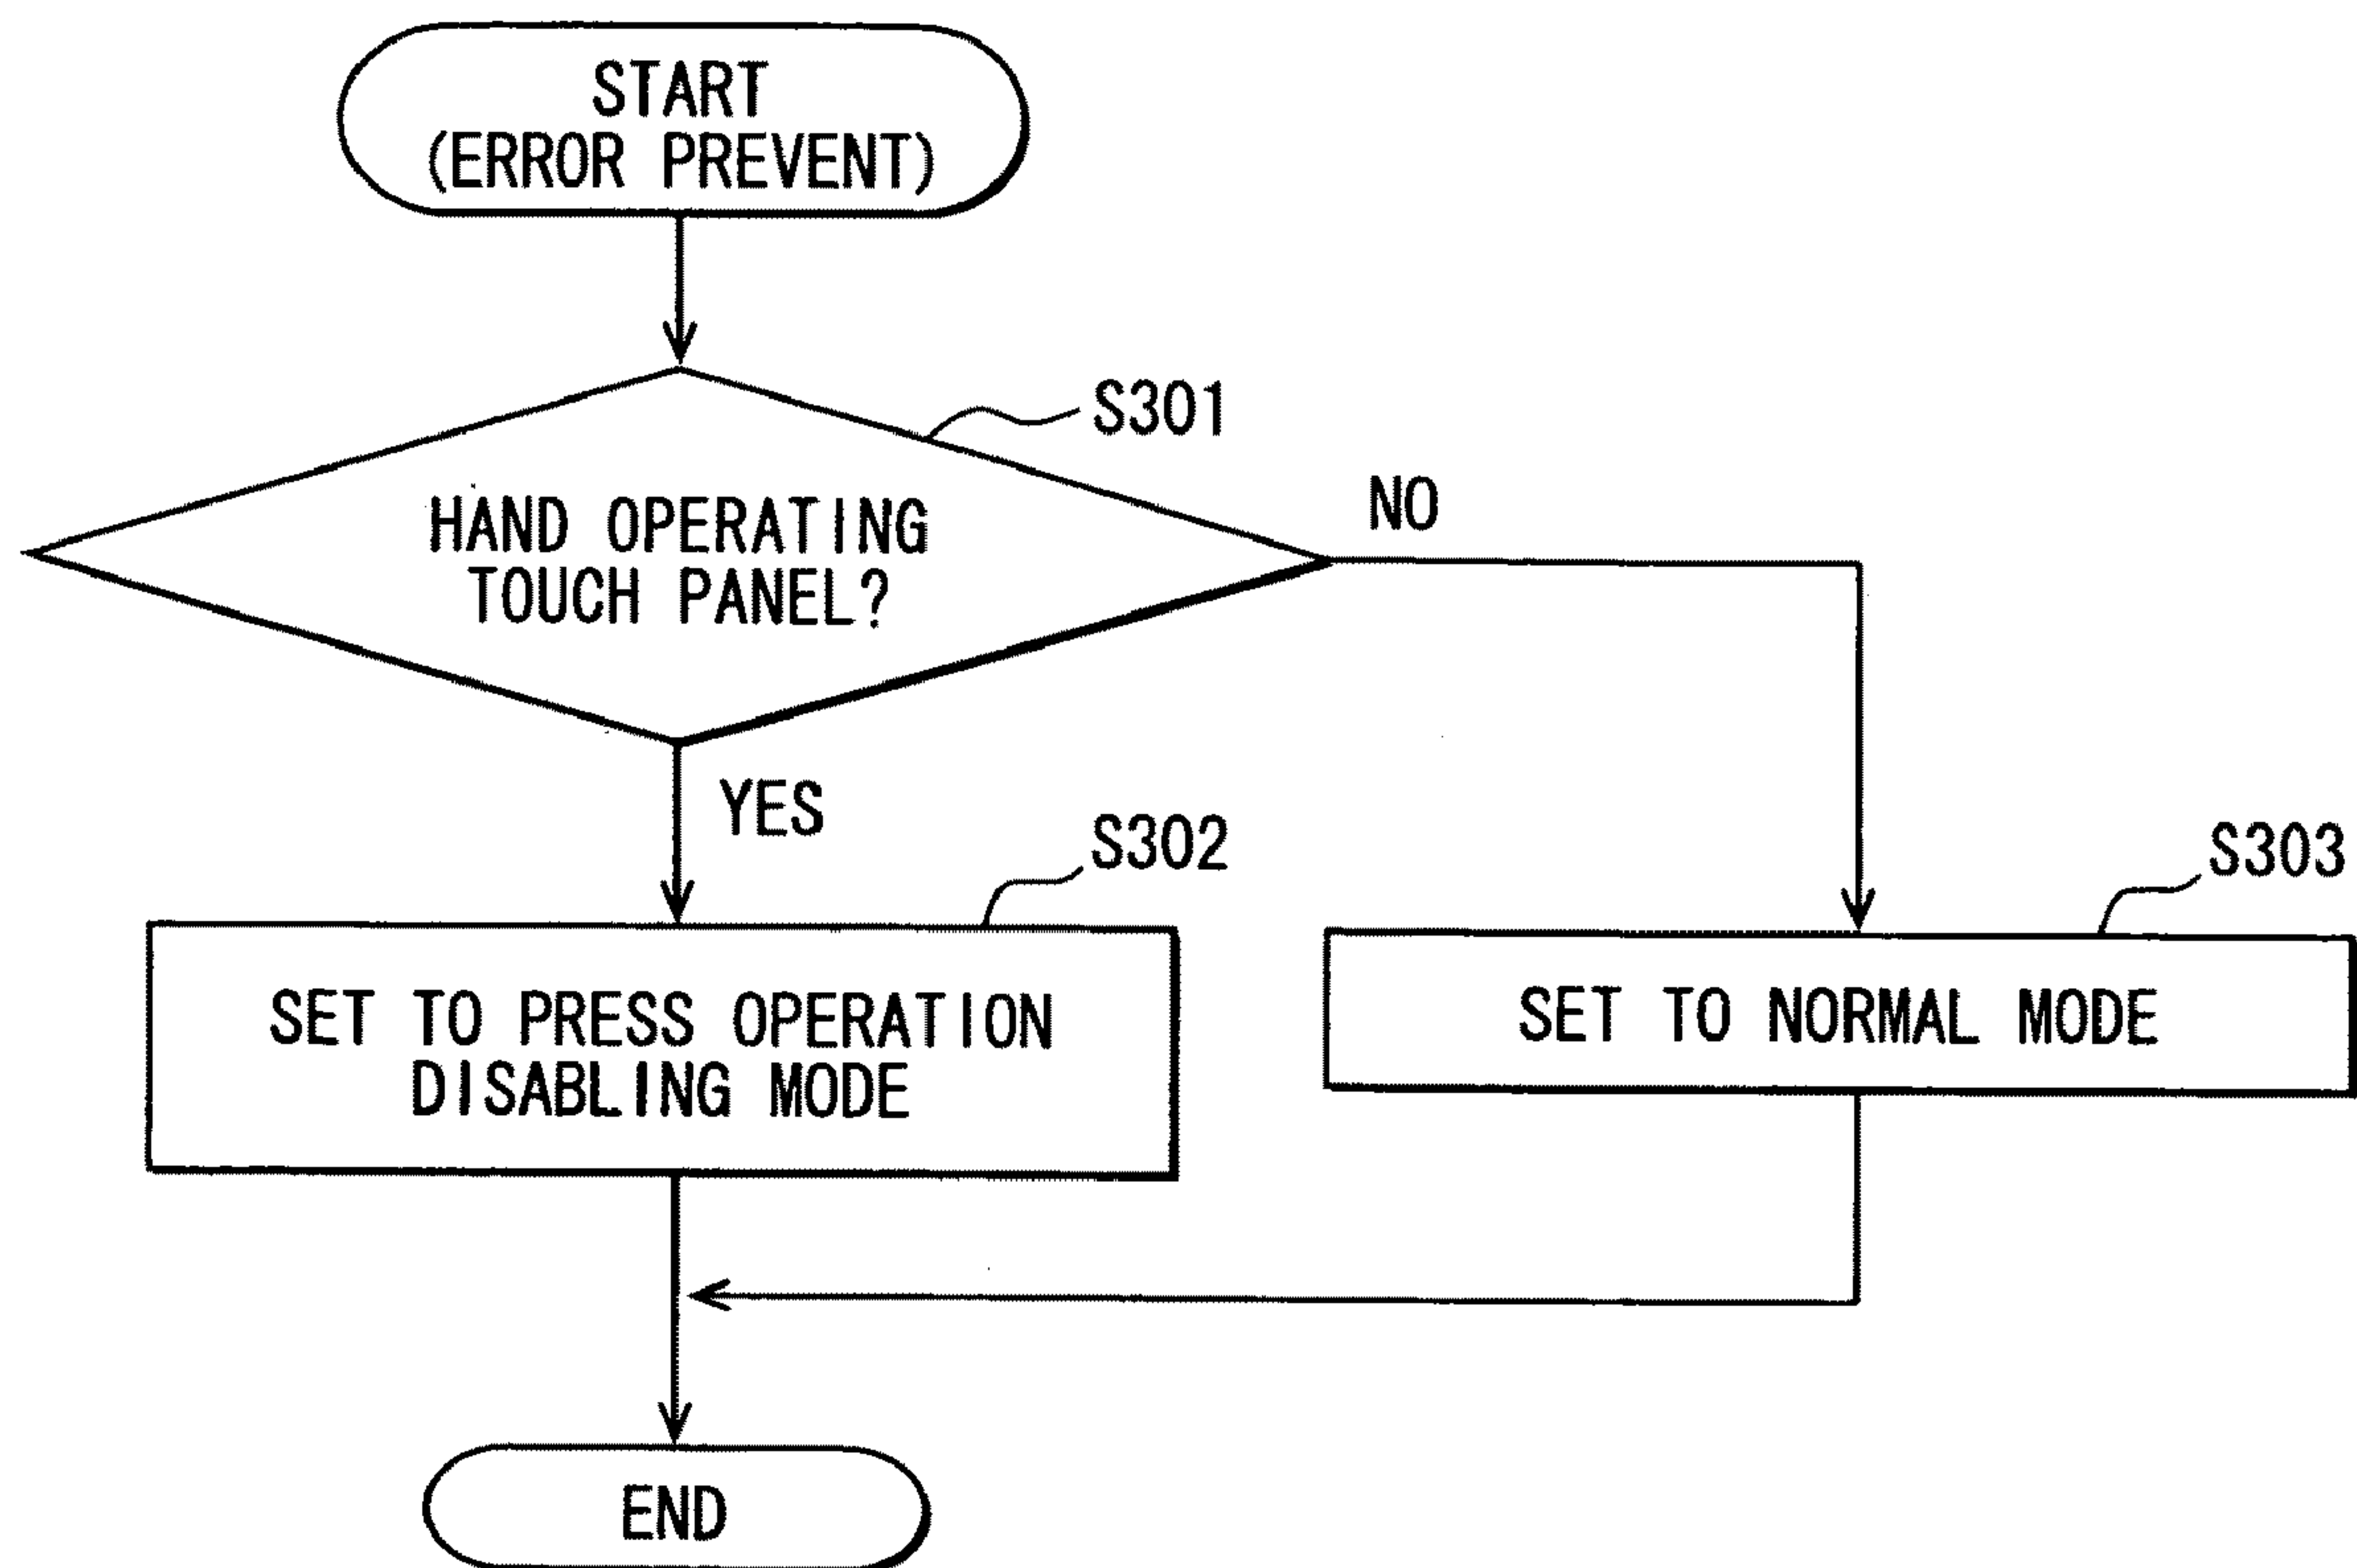 START
(ERROR PREVENT)
S301
HAND OPERATING
TOUCH PANEL?
NO
YES
S302
SET TO PRESS OPERATION
DISABLING MODE
S303
SET TO NORMAL MODE
END